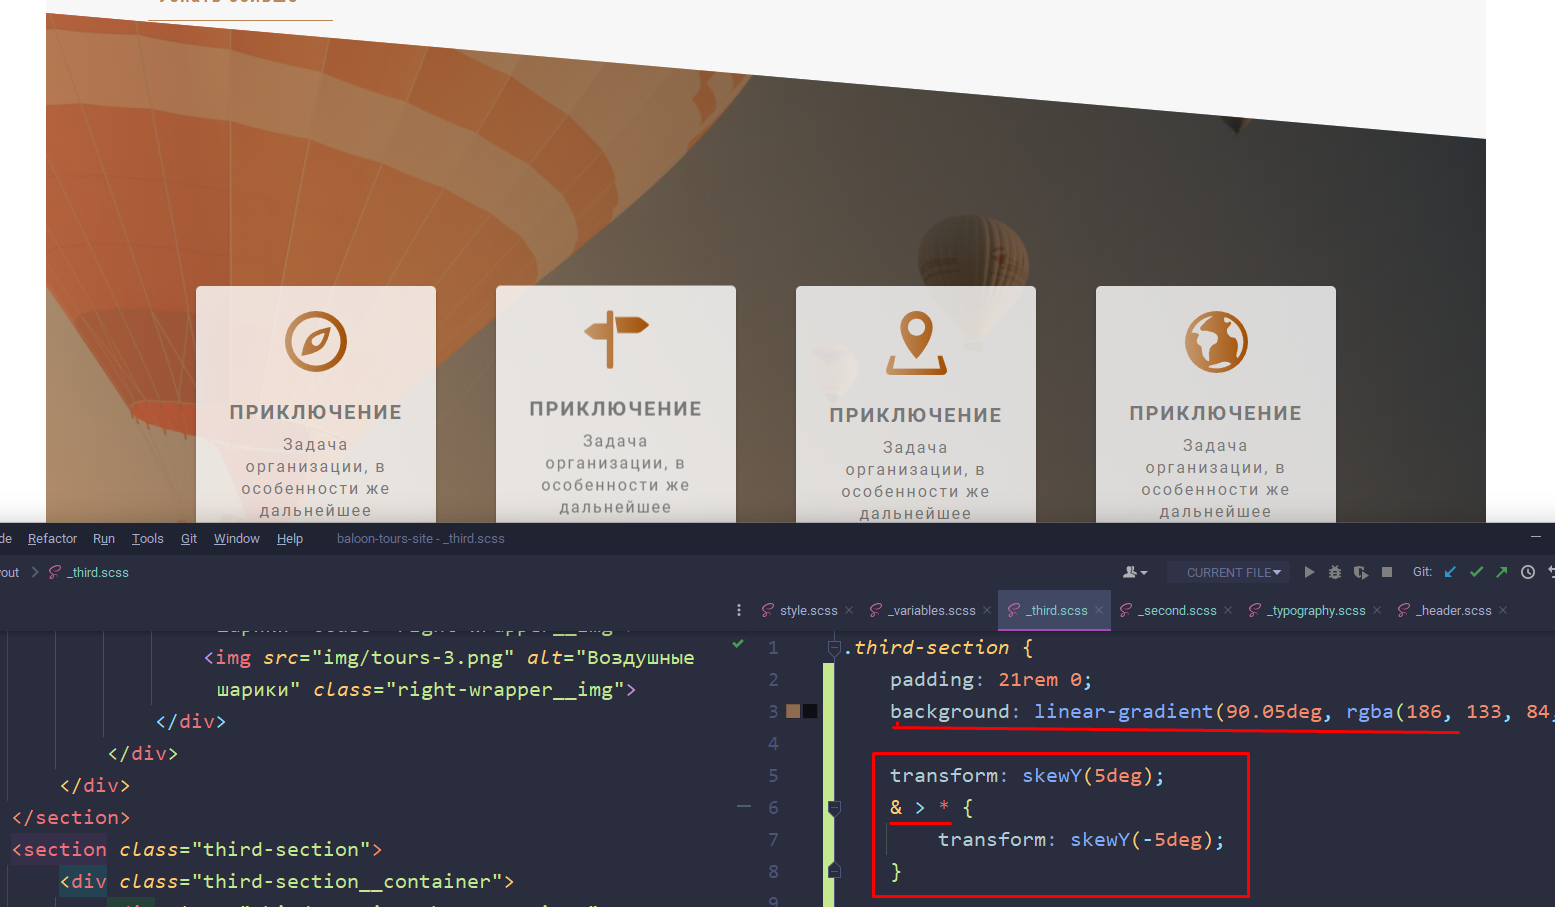 ПРИКЛЮЧЕНИЕ
Задача
организации, в
особенности же
дальнейшее
ПРИКЛЮЧЕНИЕ
Задача
организации, в
особенности же
дальнейшее
ПРИКЛЮЧЕНИЕ
Задача
организации, в
особенности же
дальнейшее
ПРИКЛЮЧЕНИЕ
Задача
организации, в
особенности же
дальнейшее
de Refactor Run Tools Git Window Help baloon-tours-site - _third.scss
out _third.scss CURRENT FILE Git:
style.scss _variables.scss _third.scss _second.scss _typography.scss _header.scss
<img src="img/tours-3.png" alt="Воздушные
шарики" class="right-wrapper__img">
</div>
</div>
</div>
</section>
<section class="third-section">
<div class="third-section__container">
1 .third-section {
2 padding: 21rem 0;
3 background: linear-gradient(90.05deg, rgba(186, 133, 84,
4
5 transform: skewY(5deg);
6 & > * {
7 transform: skewY(-5deg);
8 }
9